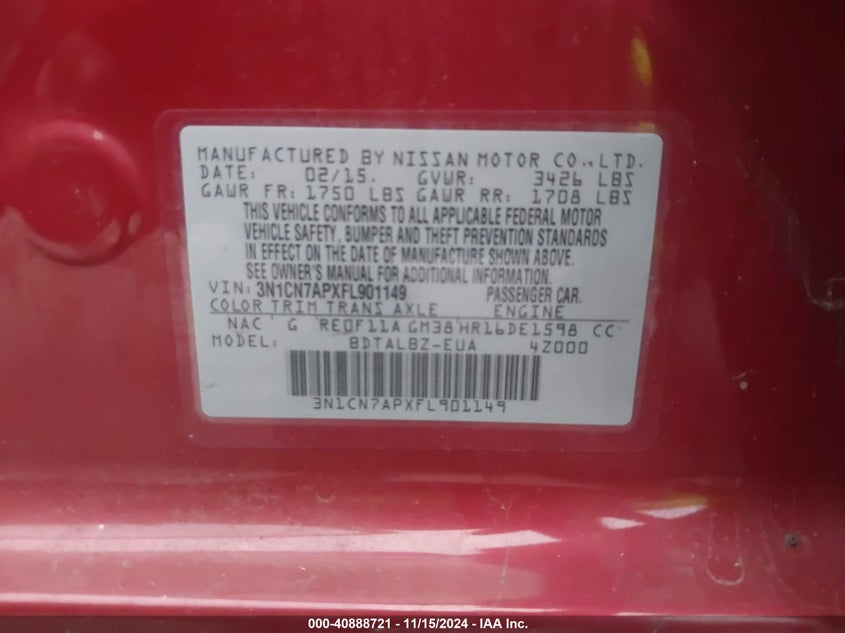 MANUFACTURED BY NISSAN MOTOR CO.,LTD.
DATE: 02/15. GVWR: 3426 LBS
GAWR FR: 1750 LBS GAWR RR: 1708 LBS
THIS VEHICLE CONFORMS TO ALL APPLICABLE FEDERAL MOTOR
VEHICLE SAFETY, BUMPER AND THEFT PREVENTION STANDARDS
IN EFFECT ON THE DATE OF MANUFACTURE SHOWN ABOVE.
SEE OWNER'S MANUAL FOR ADDITIONAL INFORMATION.
VIN: 3N1CN7APXFL901149 PASSENGER CAR.
COLOR TRIM TRANS AXLE ENGINE
NAC G RE0F11A GM38 HR16DE1598 CC
MODEL: BDTALBZ-EUA 4Z000
3N1CN7APXFL901149
000-40888721 - 11/15/2024 - IAA Inc.